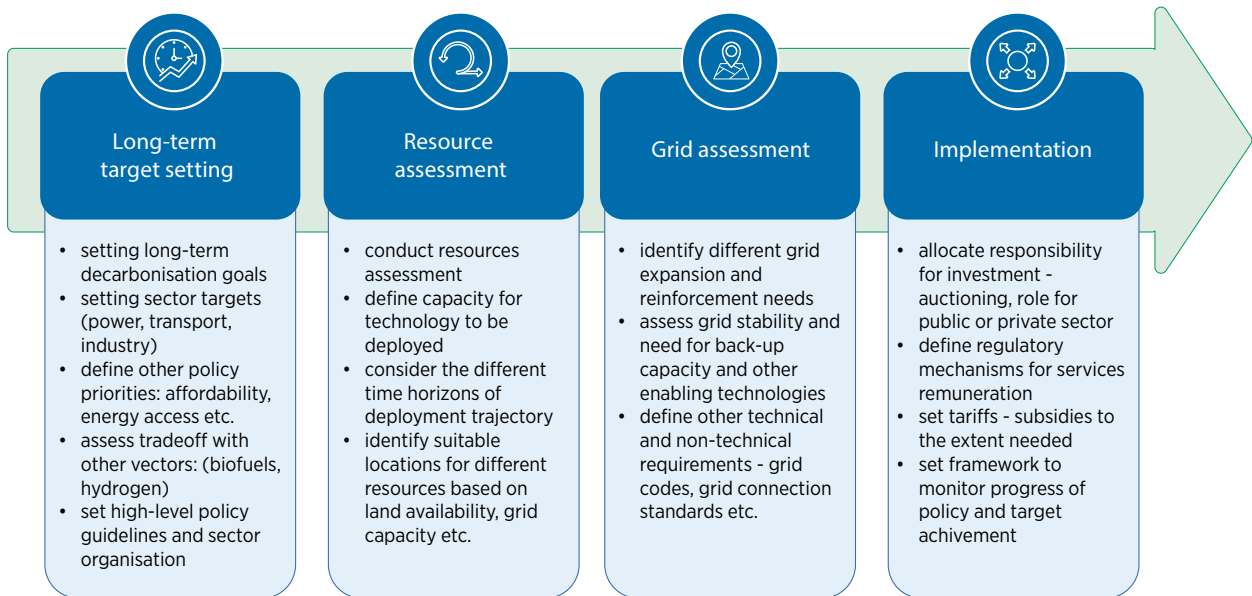 Long-term
target setting
• setting long-term
decarbonisation goals
• setting sector targets
(power, transport,
industry)
• define other policy
priorities: affordability,
energy access etc.
• assess tradeoff with
other vectors: (biofuels,
hydrogen)
• set high-level policy
guidelines and sector
organisation
Resource
assessment
• conduct resources
assessment
• define capacity for
technology to be
deployed
• consider the different
time horizons of
deployment trajectory
• identify suitable
locations for different
resources based on
land availability, grid
capacity etc.
Grid assessment
• identify different grid
expansion and
reinforcement needs
• assess grid stability and
need for back-up
capacity and other
enabling technologies
• define other technical
and non-technical
requirements - grid
codes, grid connection
standards etc.
Implementation
• allocate responsibility
for investment -
auctioning, role for
public or private sector
• define regulatory
mechanisms for services
remuneration
• set tariffs - subsidies to
the extent needed
• set framework to
monitor progress of
policy and target
achivement